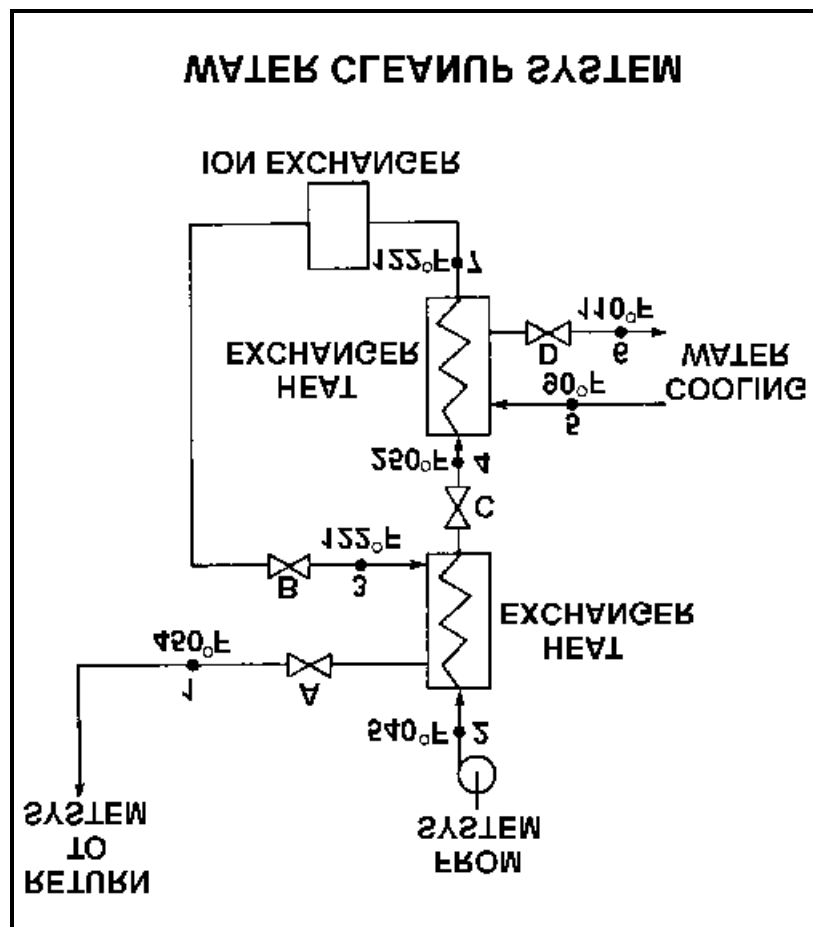 RETURN
TO
SYSTEM
FROM
SYSTEM
540°F 2
1
450°F
A
HEAT
EXCHANGER
B
3
122°F
C
250°F 4
5
90°F
COOLING
WATER
HEAT
EXCHANGER
D
6
110°F
122°F 7
ION EXCHANGER
WATER CLEANUP SYSTEM